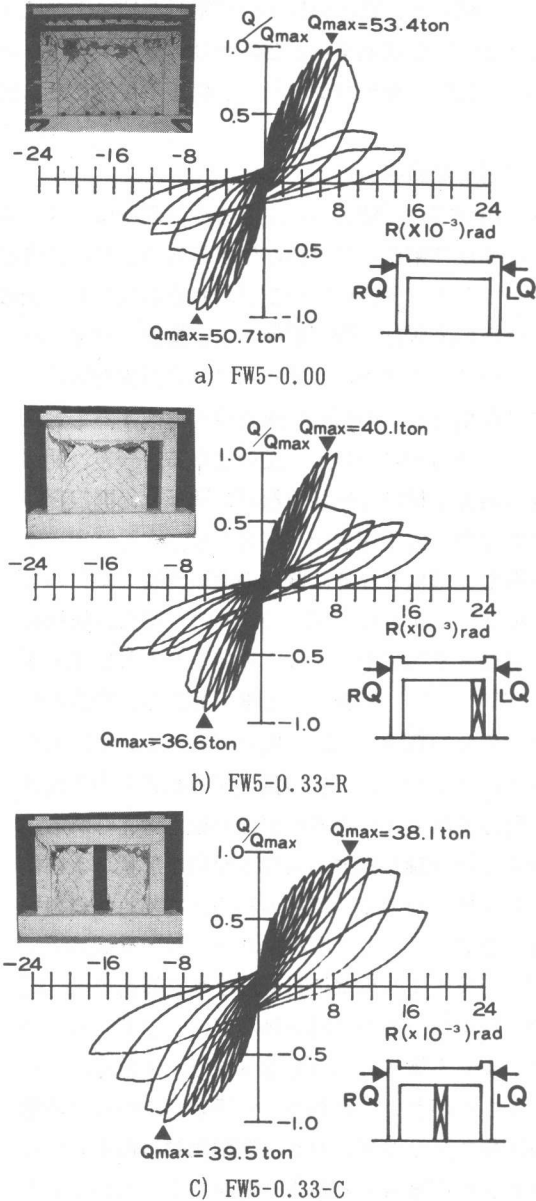 Q/Qmax Qmax=53.4ton
1.0
0.5
-24 -16 -8
8 16 24
R(X10⁻³)rad
-0.5
RQ LQ
-1.0
Qmax=50.7ton
a) FW5-0.00
Q/Qmax Qmax=40.1ton
1.0
0.5
-24 -16 -8
8 16 24
R(×10⁻³)rad
-0.5
RQ LQ
-1.0
Qmax=36.6ton
b) FW5-0.33-R
Q/Qmax Qmax=38.1ton
1.0
0.5
-24 -16 -8
8 16 24
R(×10⁻³)rad
-0.5
RQ LQ
-1.0
Qmax=39.5ton
C) FW5-0.33-C